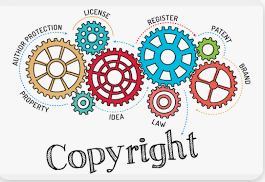 LICENSE
REGISTER
AUTHOR PROTECTION
PATENT
BRAND
PROPERTY
IDEA
LAW
Copyright